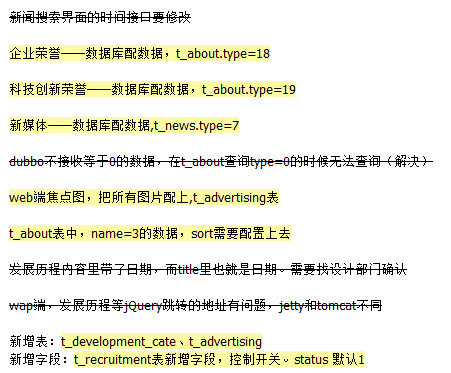 新闻搜索界面的时间接口要修改
企业荣誉——数据库配数据，t_about.type=18
科技创新荣誉——数据库配数据，t_about.type=19
新媒体——数据库配数据,t_news.type=7
dubbo不接收等于0的数据，在t_about查询type=0的时候无法查询（解决）
web端焦点图，把所有图片配上,t_advertising表
t_about表中，name=3的数据，sort需要配置上去
发展历程内容里带了日期，而title里也就是日期。需要找设计部门确认
wap端，发展历程等jQuery跳转的地址有问题，jetty和tomcat不同
新增表：t_development_cate、t_advertising
新增字段：t_recruitment表新增字段，控制开关。status 默认1